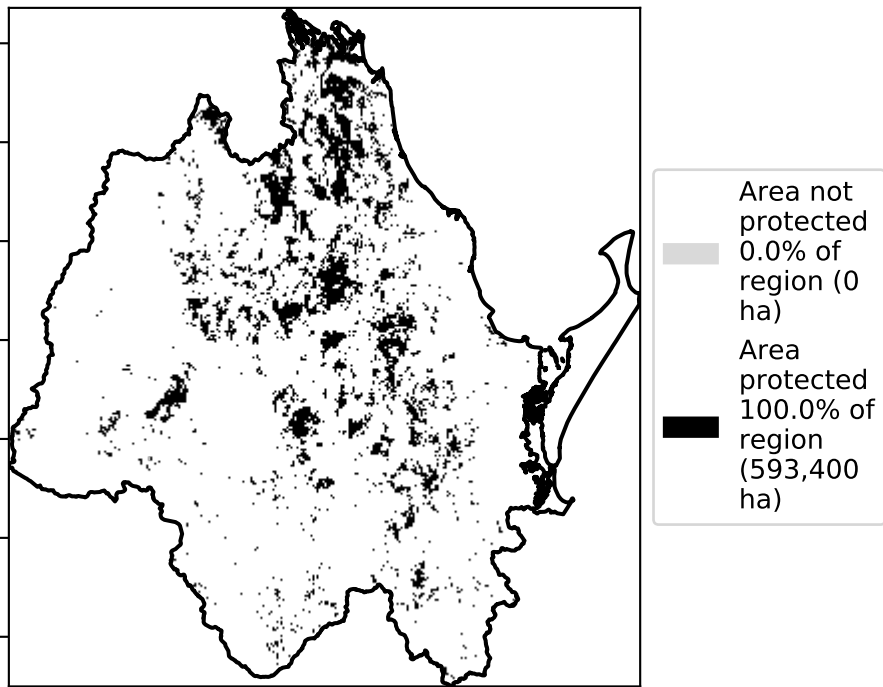 Area not
protected
0.0% of
region (0
ha)
Area
protected
100.0% of
region
(593,400
ha)